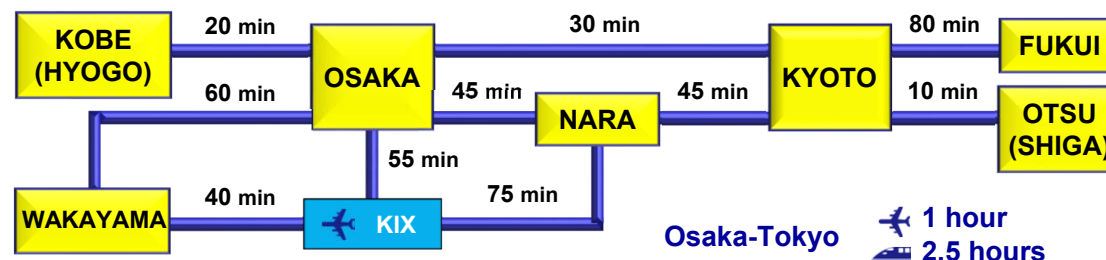 20 min
30 min
80 min
KOBE
(HYOGO)
OSAKA
KYOTO
FUKUI
60 min
45 min
NARA
45 min
10 min
OTSU
(SHIGA)
55 min
WAKAYAMA
40 min
KIX
75 min
Osaka-Tokyo
1 hour
2.5 hours